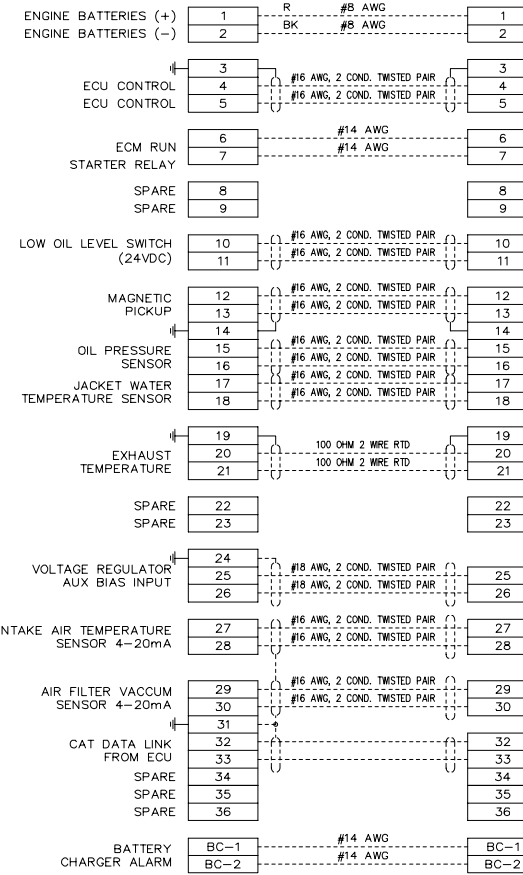 ENGINE BATTERIES (+) 1 R #8 AWG 1
ENGINE BATTERIES (−) 2 BK #8 AWG 2
3 3
ECU CONTROL 4 #16 AWG, 2 COND. TWISTED PAIR 4
ECU CONTROL 5 #16 AWG, 2 COND. TWISTED PAIR 5
ECM RUN 6 #14 AWG 6
STARTER RELAY 7 #14 AWG 7
SPARE 8 8
SPARE 9 9
LOW OIL LEVEL SWITCH 10 #16 AWG, 2 COND. TWISTED PAIR 10
(24VDC) 11 #16 AWG, 2 COND. TWISTED PAIR 11
MAGNETIC 12 #16 AWG, 2 COND. TWISTED PAIR 12
PICKUP 13 #16 AWG, 2 COND. TWISTED PAIR 13
14 14
OIL PRESSURE 15 #16 AWG, 2 COND. TWISTED PAIR 15
SENSOR 16 #16 AWG, 2 COND. TWISTED PAIR 16
JACKET WATER 17 #16 AWG, 2 COND. TWISTED PAIR 17
TEMPERATURE SENSOR 18 #16 AWG, 2 COND. TWISTED PAIR 18
19 19
EXHAUST 20 100 OHM 2 WIRE RTD 20
TEMPERATURE 21 100 OHM 2 WIRE RTD 21
SPARE 22 22
SPARE 23 23
24
VOLTAGE REGULATOR 25 #18 AWG, 2 COND. TWISTED PAIR 25
AUX BIAS INPUT 26 #18 AWG, 2 COND. TWISTED PAIR 26
NTAKE AIR TEMPERATURE 27 #16 AWG, 2 COND. TWISTED PAIR 27
SENSOR 4−20mA 28 #16 AWG, 2 COND. TWISTED PAIR 28
AIR FILTER VACCUM 29 #16 AWG, 2 COND. TWISTED PAIR 29
SENSOR 4−20mA 30 #16 AWG, 2 COND. TWISTED PAIR 30
31
CAT DATA LINK 32 32
FROM ECU 33 33
SPARE 34 34
SPARE 35 35
SPARE 36 36
BATTERY BC−1 #14 AWG BC−1
CHARGER ALARM BC−2 #14 AWG BC−2